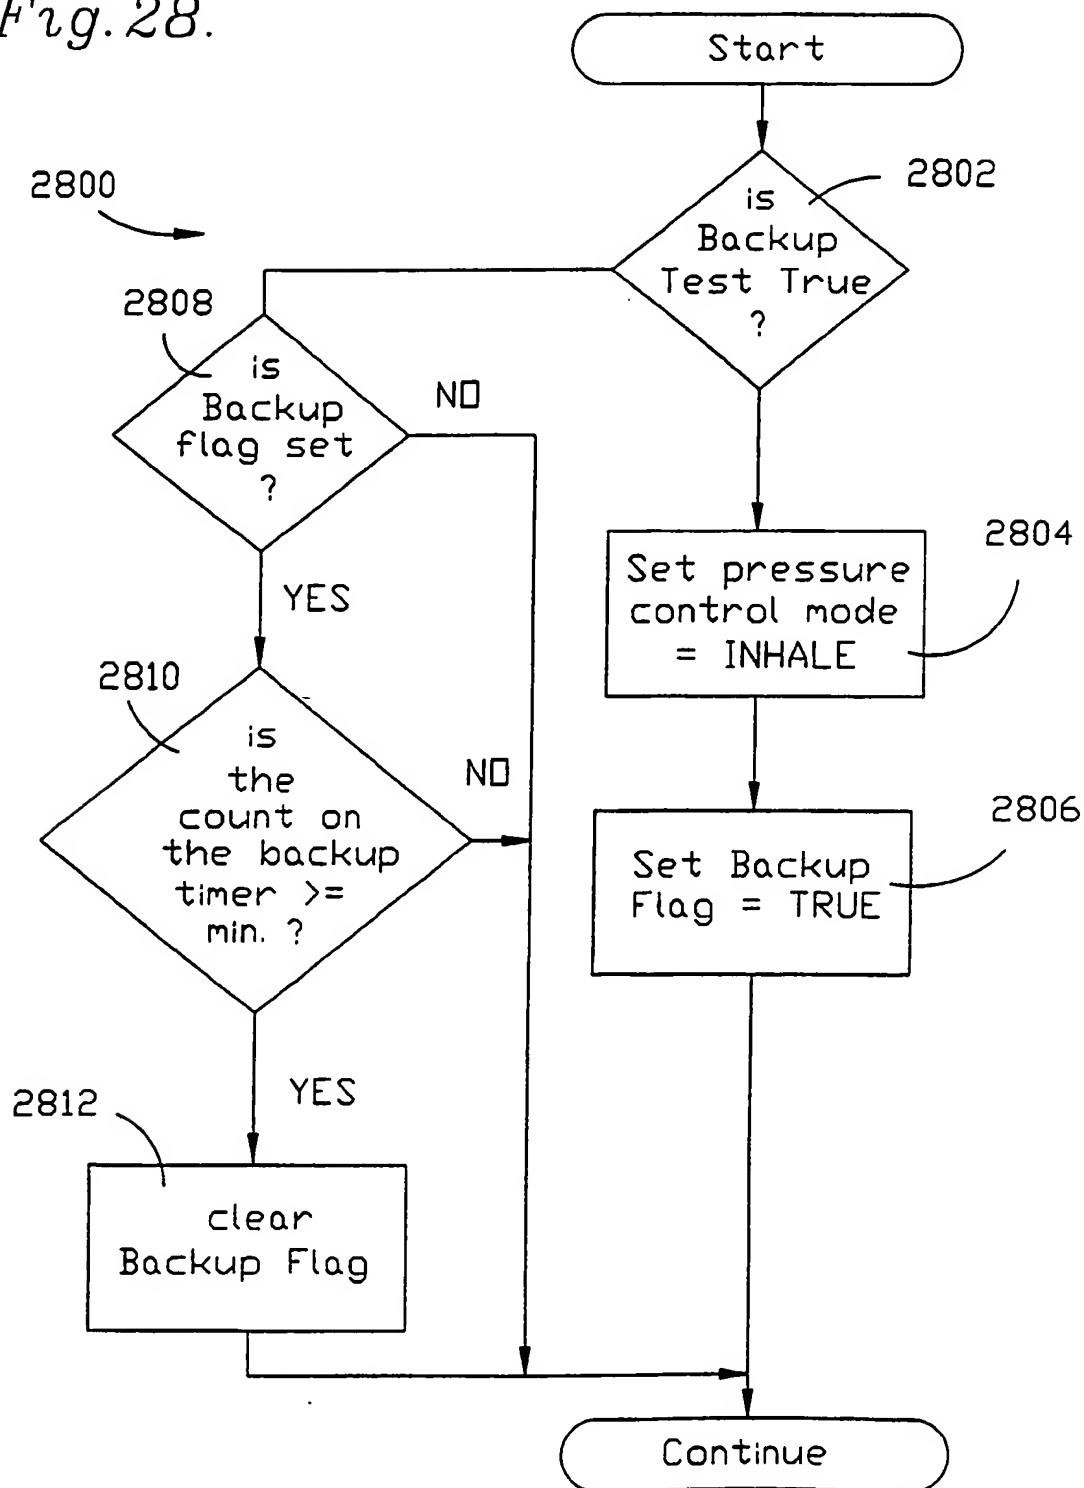 Fig. 28.
Start
2800
2802
is
Backup
Test True
?
2808
is
Backup
flag set
?
NO
2804
Set pressure
control mode
= INHALE
YES
2810
is
the
count on
the backup
timer >=
min. ?
NO
2806
Set Backup
Flag = TRUE
YES
2812
clear
Backup Flag
Continue